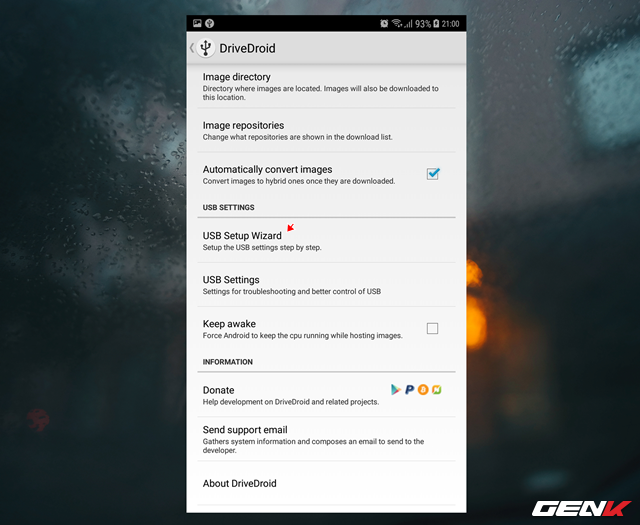 93% 21:00
DriveDroid
Image directory
Directory where images are located. Images will also be downloaded to
this location.
Image repositories
Change what repositories are shown in the download list.
Automatically convert images
Convert images to hybrid ones once they are downloaded.
USB SETTINGS
USB Setup Wizard
Setup the USB settings step by step.
USB Settings
Settings for troubleshooting and better control of USB
Keep awake
Force Android to keep the cpu running while hosting images.
INFORMATION
Donate
Help development on DriveDroid and related projects.
Send support email
Gathers system information and composes an email to send to the
developer.
About DriveDroid
GENK